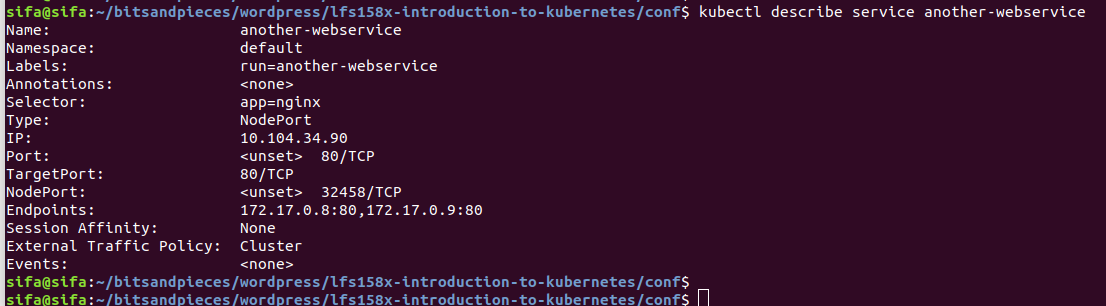 sifa@sifa:~/bitsandpieces/wordpress/lfs158x-introduction-to-kubernetes/conf$ kubectl describe service another-webservice
Name:                     another-webservice
Namespace:                default
Labels:                   run=another-webservice
Annotations:              <none>
Selector:                 app=nginx
Type:                     NodePort
IP:                       10.104.34.90
Port:                     <unset>  80/TCP
TargetPort:               80/TCP
NodePort:                 <unset>  32458/TCP
Endpoints:                172.17.0.8:80,172.17.0.9:80
Session Affinity:         None
External Traffic Policy:  Cluster
Events:                   <none>
sifa@sifa:~/bitsandpieces/wordpress/lfs158x-introduction-to-kubernetes/conf$
sifa@sifa:~/bitsandpieces/wordpress/lfs158x-introduction-to-kubernetes/conf$